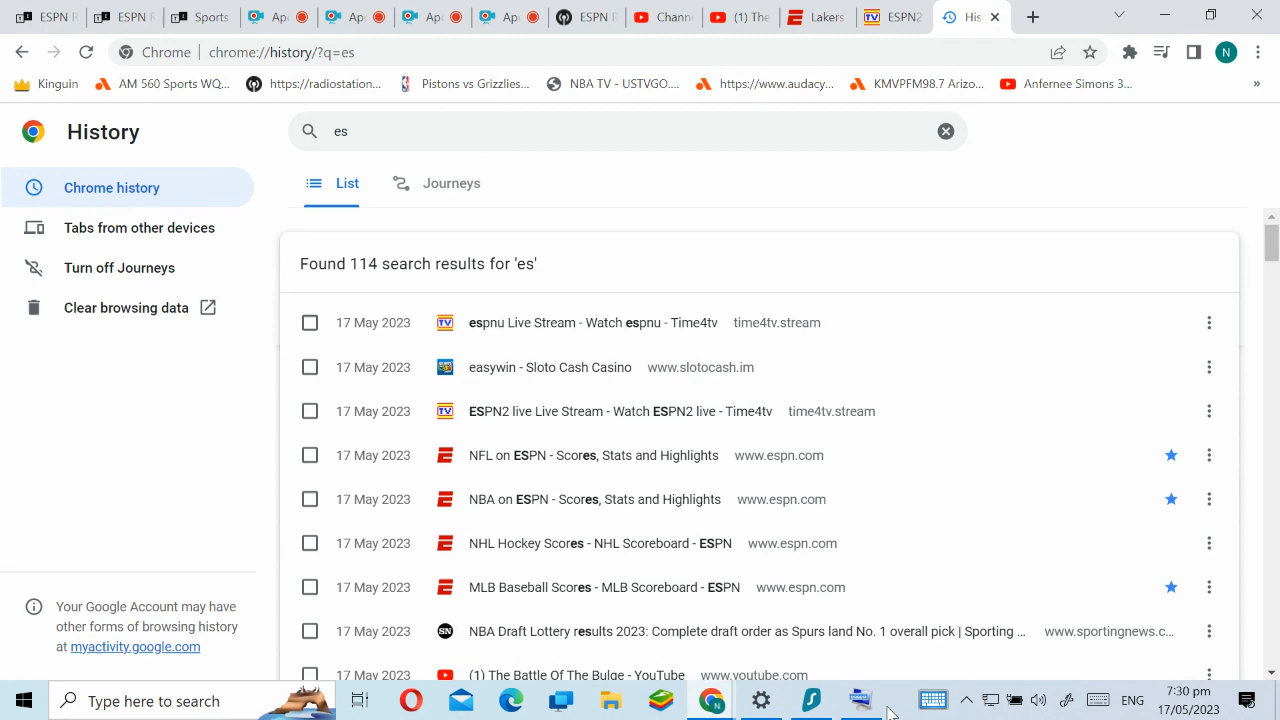 ESPN R
ESPN R
Sports
Ap
Ap
Ap
Ap
ESPN F
Chann
(1) The
Lakers
ESPN2
His
Chrome
chrome://history/?q=es
N
Kinguin
AM 560 Sports WQ...
https://radiostation...
Pistons vs Grizzlies...
NBA TV - USTVGO....
https://www.audacy...
KMVPFM98.7 Arizo...
Anfernee Simons 3...
»
History
es
Chrome history
Tabs from other devices
Turn off Journeys
Clear browsing data
List
Journeys
Found 114 search results for 'es'
17 May 2023 espnu Live Stream - Watch espnu - Time4tv time4tv.stream
17 May 2023 easywin - Sloto Cash Casino www.slotocash.im
17 May 2023 ESPN2 live Live Stream - Watch ESPN2 live - Time4tv time4tv.stream
17 May 2023 NFL on ESPN - Scores, Stats and Highlights www.espn.com
17 May 2023 NBA on ESPN - Scores, Stats and Highlights www.espn.com
17 May 2023 NHL Hockey Scores - NHL Scoreboard - ESPN www.espn.com
17 May 2023 MLB Baseball Scores - MLB Scoreboard - ESPN www.espn.com
17 May 2023 NBA Draft Lottery results 2023: Complete draft order as Spurs land No. 1 overall pick | Sporting ... www.sportingnews.c...
17 May 2023 (1) The Battle Of The Bulge - YouTube www.youtube.com
Your Google Account may have
other forms of browsing history
at myactivity.google.com
Type here to search
ENG
7:30 pm
17/05/2023